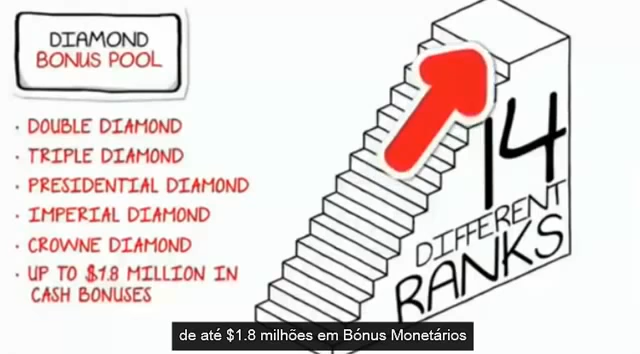 DIAMOND
BONUS POOL
· DOUBLE DIAMOND
· TRIPLE DIAMOND
· PRESIDENTIAL DIAMOND
· IMPERIAL DIAMOND
· CROWNE DIAMOND
· UP TO $1.8 MILLION IN
CASH BONUSES
14
DIFFERENT
RANKS
de até $1.8 milhões em Bónus Monetários